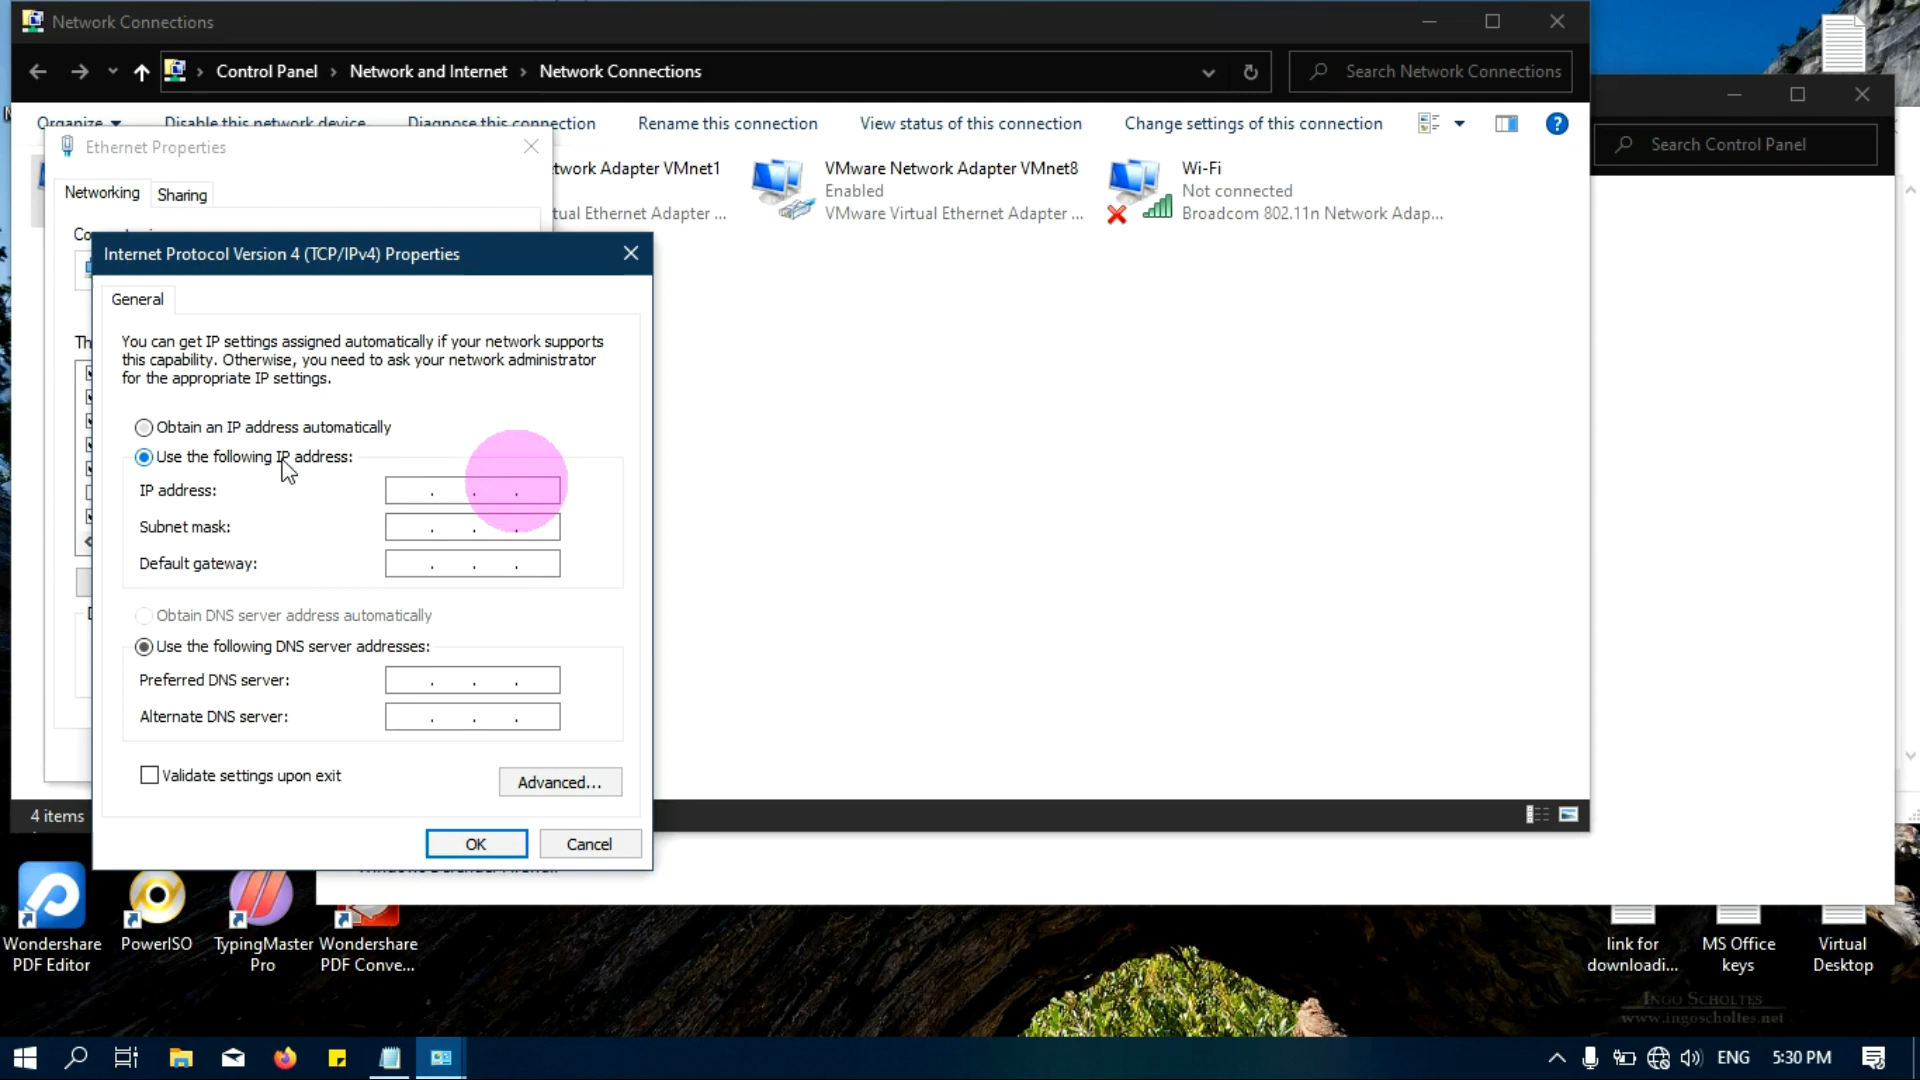 Network Connections
Control Panel
Network and Internet
Network Connections
Search Network Connections
Search Control Panel
Organize
Disable this network device
Diagnose this connection
Rename this connection
View status of this connection
Change settings of this connection
Ethernet Properties
Networking
Sharing
twork Adapter VMnet1
tual Ethernet Adapter ...
VMware Network Adapter VMnet8
Enabled
VMware Virtual Ethernet Adapter ...
Wi-Fi
Not connected
Broadcom 802.11n Network Adap...
Internet Protocol Version 4 (TCP/IPv4) Properties
General
You can get IP settings assigned automatically if your network supports
this capability. Otherwise, you need to ask your network administrator
for the appropriate IP settings.
Obtain an IP address automatically
Use the following IP address:
IP address:
Subnet mask:
Default gateway:
Obtain DNS server address automatically
Use the following DNS server addresses:
Preferred DNS server:
Alternate DNS server:
Validate settings upon exit
Advanced...
OK
Cancel
4 items
Wondershare
PDF Editor
PowerISO
TypingMaster
Pro
Wondershare
PDF Conve...
link for
downloadi...
MS Office
keys
Virtual
Desktop
Ingo Scholtes
www.ingoscholtes.net
ENG
5:30 PM